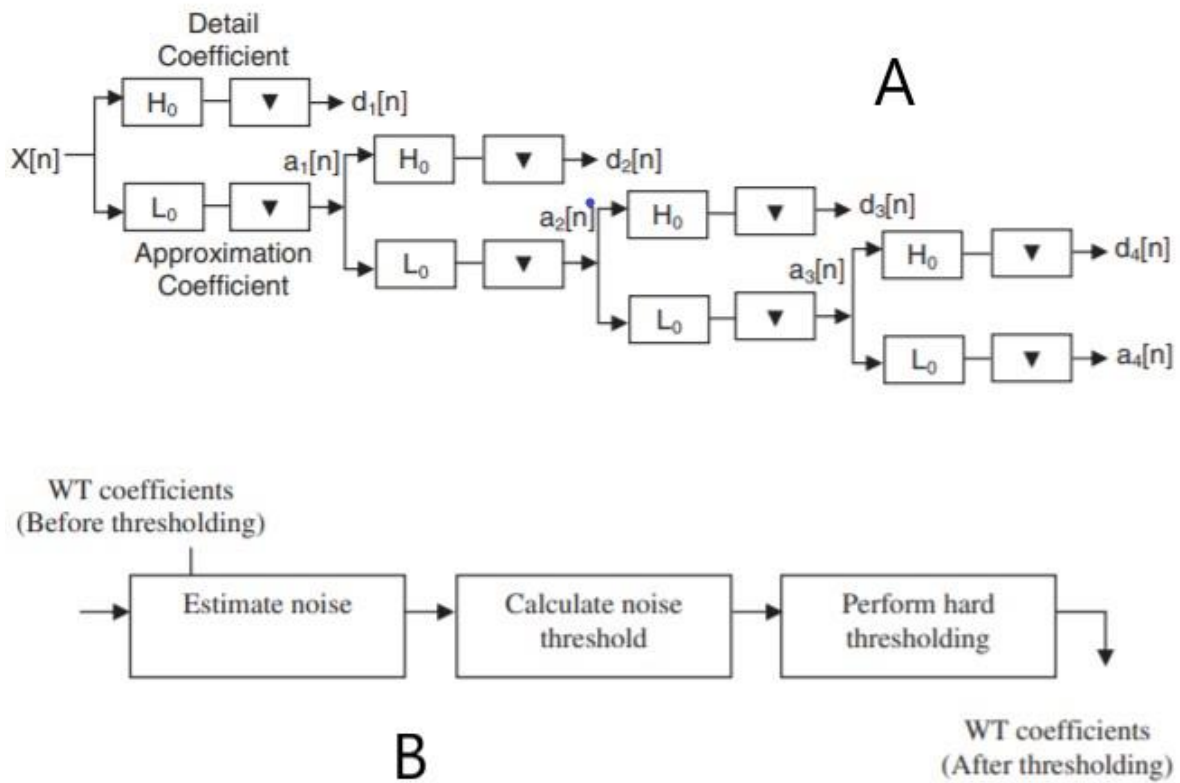 Detail
Coefficient
A
H₀
▼
d₁[n]
X[n]
a₁[n]
H₀
▼
d₂[n]
L₀
▼
a₂[n]
H₀
▼
d₃[n]
Approximation
Coefficient
L₀
▼
a₃[n]
H₀
▼
d₄[n]
L₀
▼
L₀
▼
a₄[n]
WT coefficients
(Before thresholding)
Estimate noise
Calculate noise
threshold
Perform hard
thresholding
B
WT coefficients
(After thresholding)